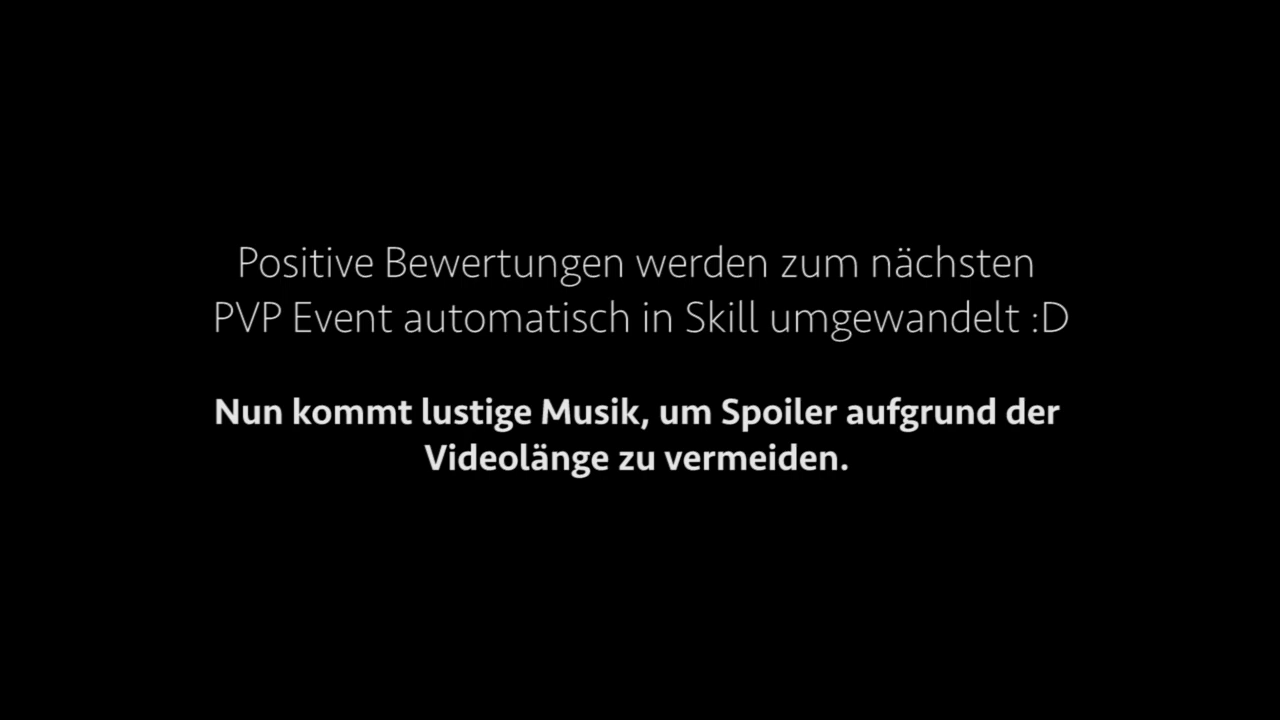 Positive Bewertungen werden zum nächsten
PVP Event automatisch in Skill umgewandelt :D
Nun kommt lustige Musik, um Spoiler aufgrund der
Videolänge zu vermeiden.